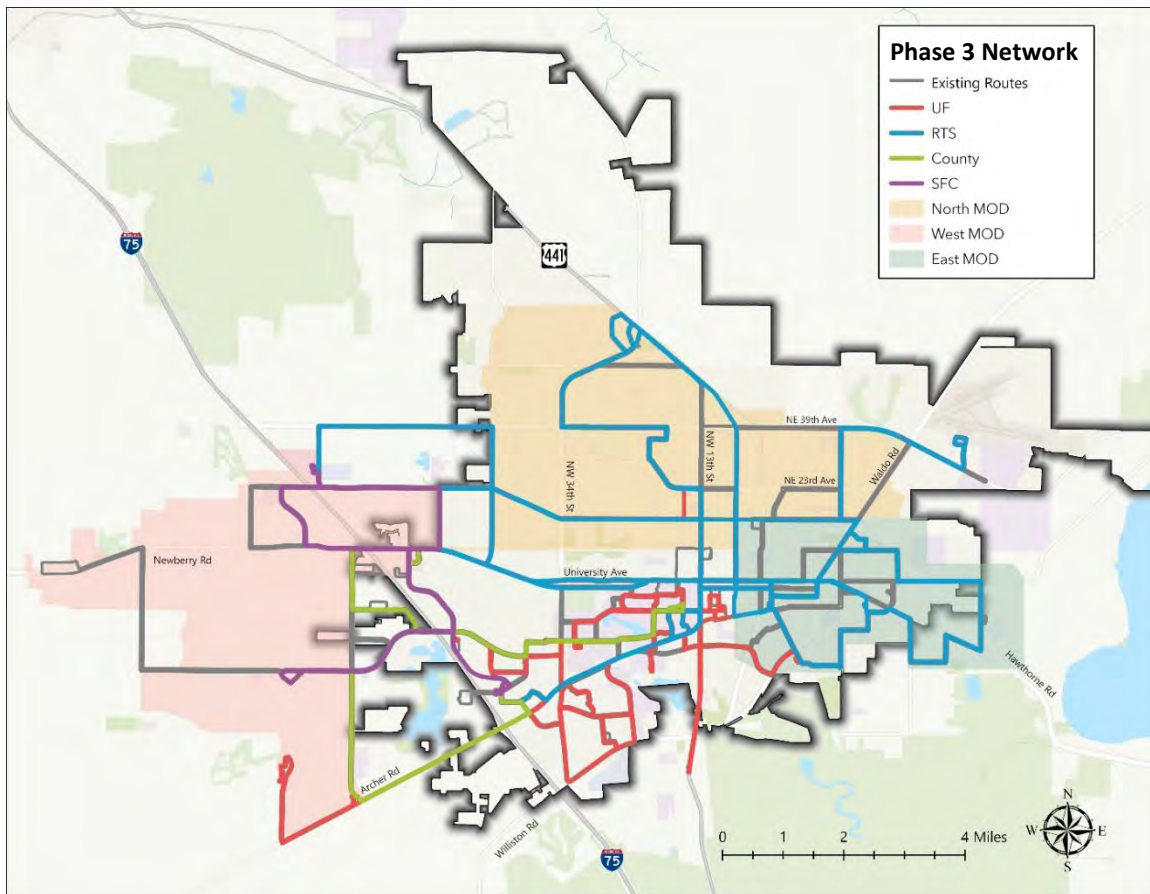 Phase 3 Network
Existing Routes
UF
RTS
County
SFC
North MOD
West MOD
East MOD
75
441
NE 39th Ave
NW 34th St
NW 13th St
NE 23rd Ave
Waldo Rd
Newberry Rd
University Ave
Hawthorne Rd
Archer Rd
Williston Rd
75
0 1 2 4 Miles
N
W E
S